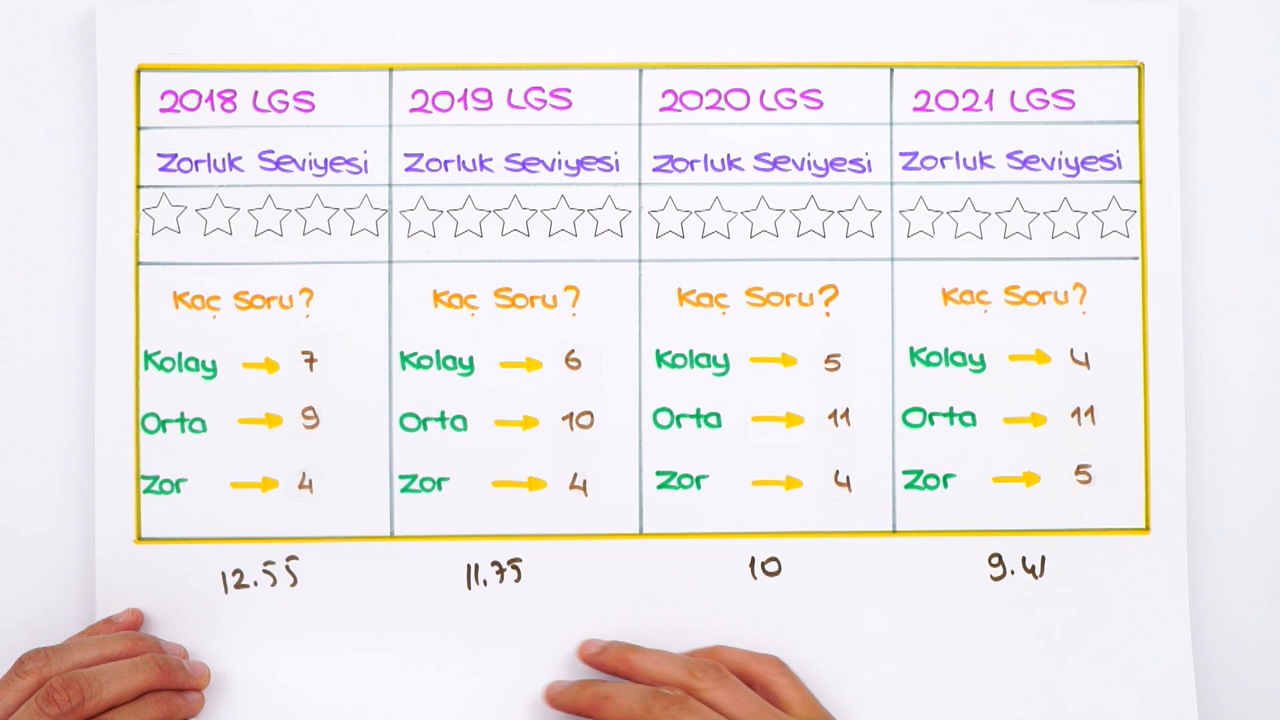 2018 LGS 2019 LGS 2020 LGS 2021 LGS
Zorluk Seviyesi Zorluk Seviyesi Zorluk Seviyesi Zorluk Seviyesi
Kaç Soru? Kaç Soru? Kaç Soru? Kaç Soru?
Kolay → 7 Kolay → 6 Kolay → 5 Kolay → 4
Orta → 9 Orta → 10 Orta → 11 Orta → 11
Zor → 4 Zor → 4 Zor → 4 Zor → 5
12.55 11.75 10 9.41